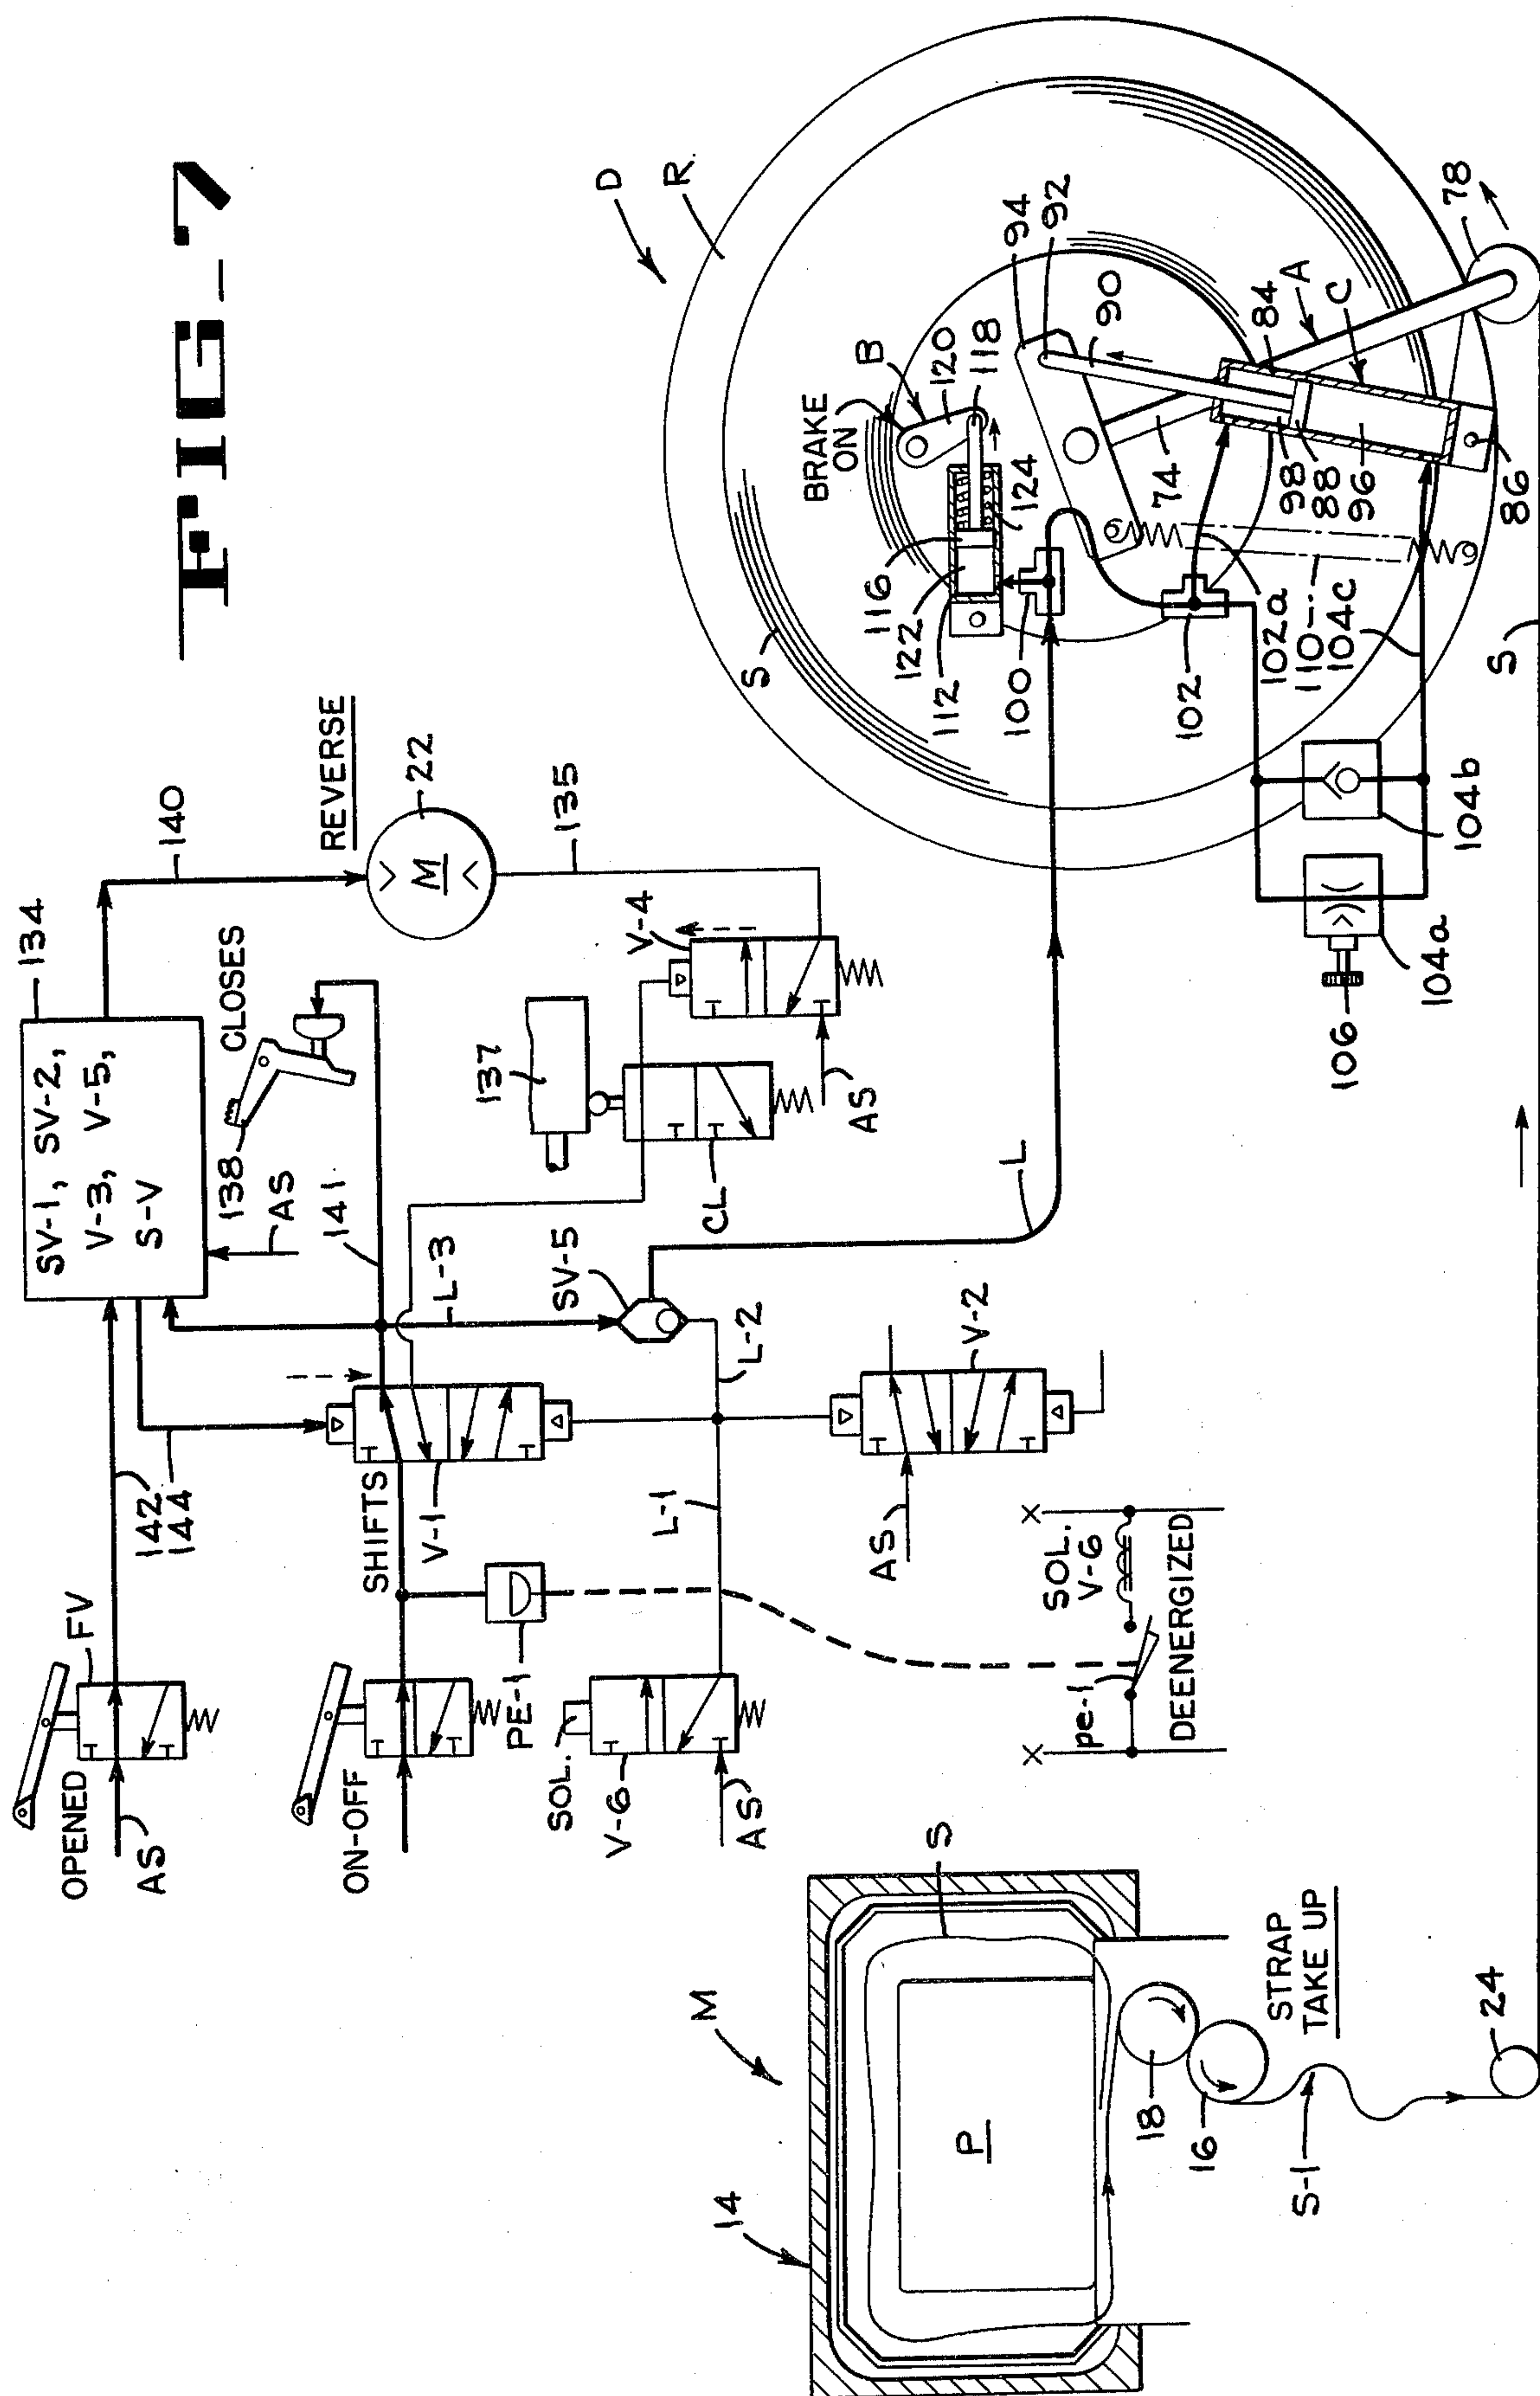 FIG_7
OPENED
FV
AS
142
144
134
SV-1, SV-2,
V-3, V-5,
S-V
AS
140
REVERSE
22
M
135
138
CLOSES
141
L-3
SHIFTS
V-1
ON-OFF
PE-1
SOL.
V-6
AS
L-1
L-2
SV-5
CL
137
V-4
AS
AS
V-2
L
X
X
SOL.
V-6
pe-1
DEENERGIZED
D
R
S
BRAKE
ON
B
116
122
112
100
120
118
124
94
92
90
74
84
A
C
98
88
96
86
78
102
102a
110
104c
S
106
104a
104b
14
M
P
S
18
16
S-1
STRAP
TAKE UP
24